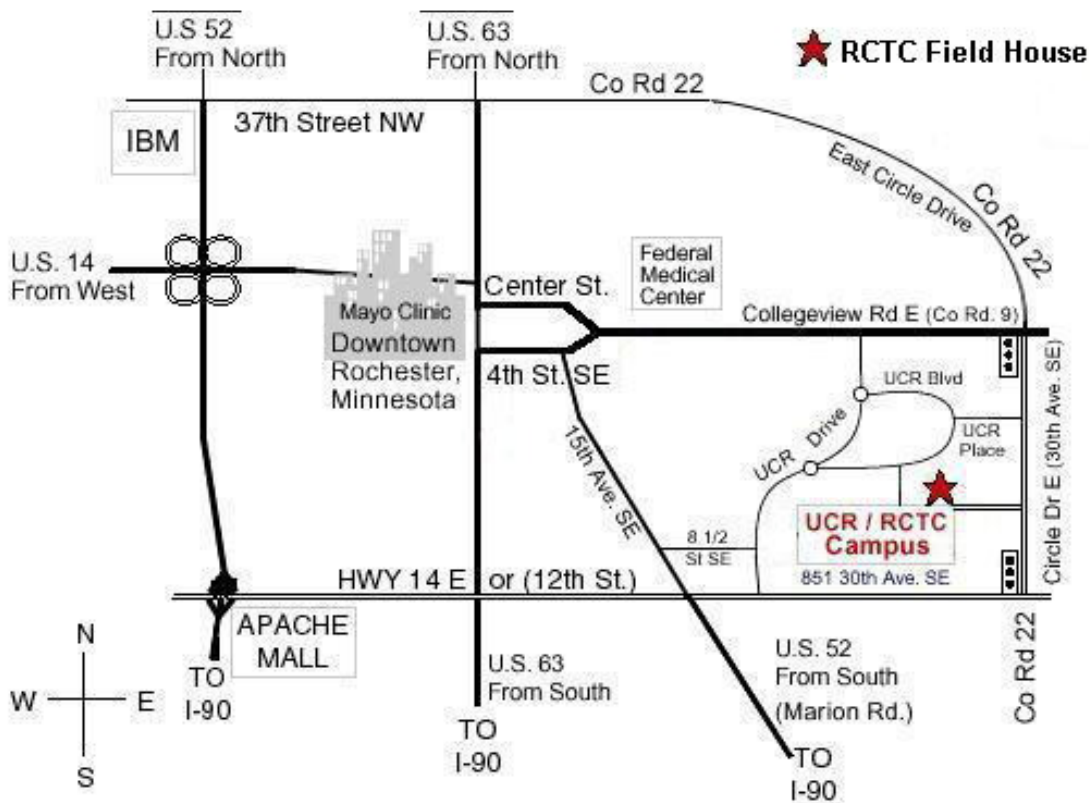 U.S 52
From North
U.S. 63
From North
RCTC Field House
Co Rd 22
37th Street NW
IBM
East Circle Drive
Co Rd 22
U.S. 14
From West
Federal
Medical
Center
Center St.
Mayo Clinic
Downtown
Rochester,
Minnesota
Collegeview Rd E (Co Rd. 9)
4th St. SE
UCR Blvd
UCR Drive
UCR
Place
15th Ave. SE
Circle Dr E (30th Ave. SE)
8 1/2
St SE
UCR / RCTC
Campus
851 30th Ave. SE
HWY 14 E or (12th St.)
APACHE
MALL
TO
I-90
U.S. 63
From South
TO
I-90
U.S. 52
From South
(Marion Rd.)
TO
I-90
Co Rd 22
N
W E
S